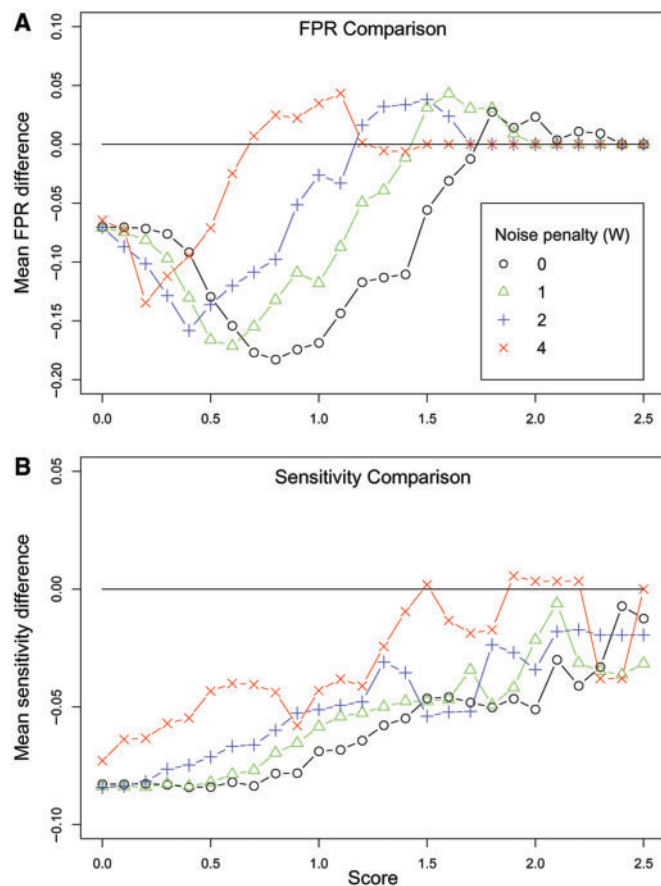 A
FPR Comparison
Mean FPR difference
0.10
0.05
0.00
−0.05
−0.10
−0.15
−0.20
Noise penalty (W)
0
1
2
4
0.0 0.5 1.0 1.5 2.0 2.5
B
Sensitivity Comparison
Mean sensitivity difference
0.05
0.00
−0.05
−0.10
0.0 0.5 1.0 1.5 2.0 2.5
Score